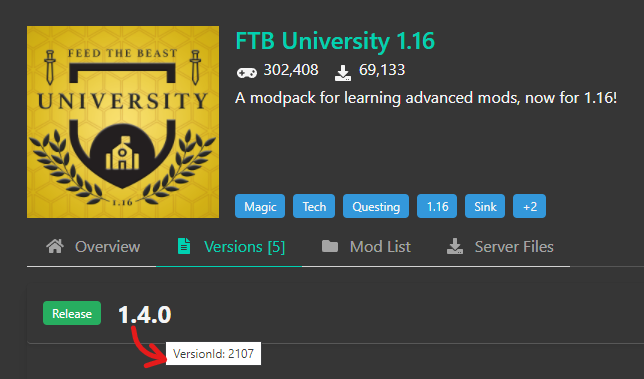 FEED THE BEAST
UNIVERSITY
1.16
FTB University 1.16
302,408 69,133
A modpack for learning advanced mods, now for 1.16!
Magic Tech Questing 1.16 Sink +2
Overview Versions [5] Mod List Server Files
Release 1.4.0
VersionId: 2107